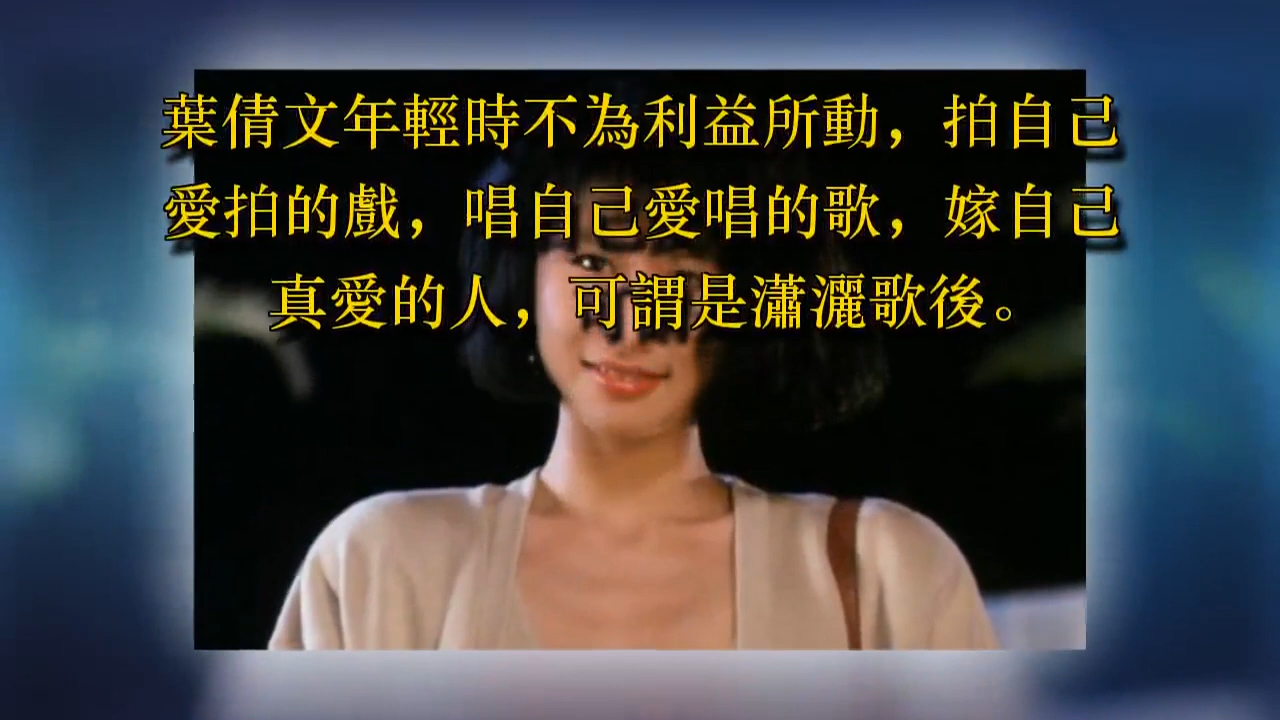 葉倩文年輕時不為利益所動，拍自己
愛拍的戲，唱自己愛唱的歌，嫁自己
真愛的人，可謂是瀟灑歌後。